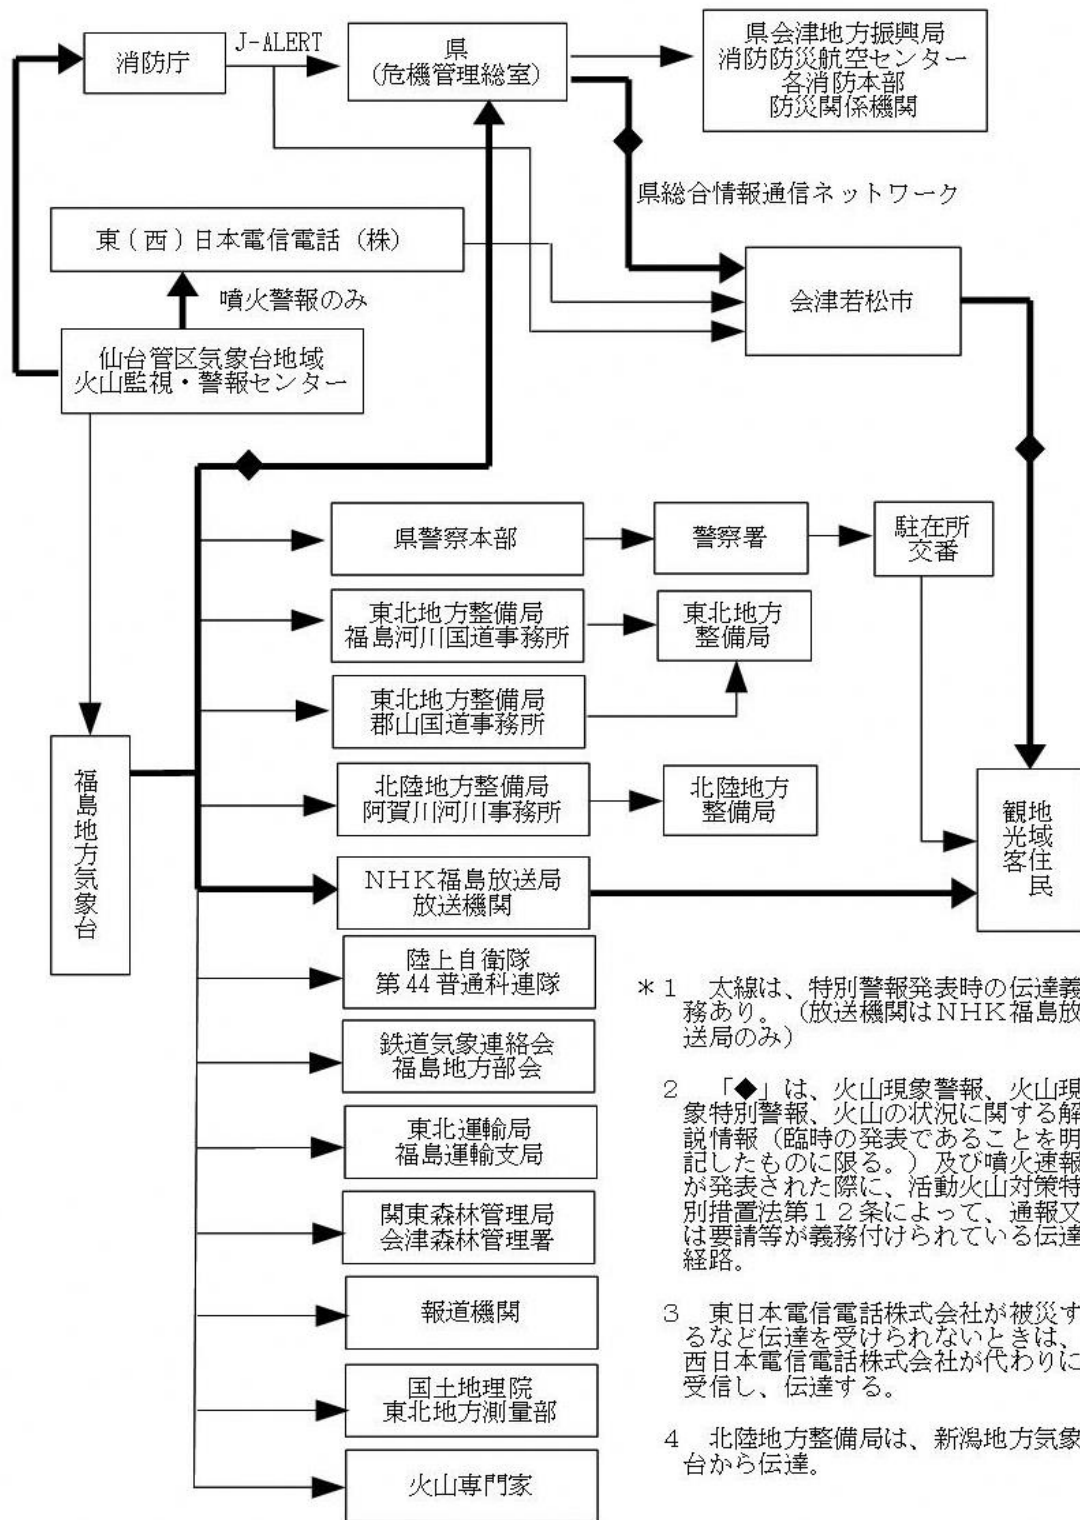 消防庁
J-ALERT
県
(危機管理総室)
県会津地方振興局
消防防災航空センター
各消防本部
防災関係機関
県総合情報通信ネットワーク
東(西)日本電信電話(株)
噴火警報のみ
会津若松市
仙台管区気象台地域
火山監視・警報センター
県警察本部
警察署
駐在所
交番
東北地方整備局
福島河川国道事務所
東北地方
整備局
東北地方整備局
郡山国道事務所
福島地方気象台
北陸地方整備局
阿賀川河川事務所
北陸地方
整備局
地域住民
観光客
NHK福島放送局
放送機関
陸上自衛隊
第44普通科連隊
鉄道気象連絡会
福島地方部会
東北運輸局
福島運輸支局
関東森林管理局
会津森林管理署
報道機関
国土地理院
東北地方測量部
火山専門家
*1 太線は、特別警報発表時の伝達義
務あり。(放送機関はNHK福島放
送局のみ)
2 「◆」は、火山現象警報、火山現
象特別警報、火山の状況に関する解
説情報(臨時の発表であることを明
記したものに限る。)及び噴火速報
が発表された際に、活動火山対策特
別措置法第12条によって、通報又
は要請等が義務付けられている伝達
経路。
3 東日本電信電話株式会社が被災す
るなど伝達を受けられないときは、
西日本電信電話株式会社が代わりに
受信し、伝達する。
4 北陸地方整備局は、新潟地方気象
台から伝達。